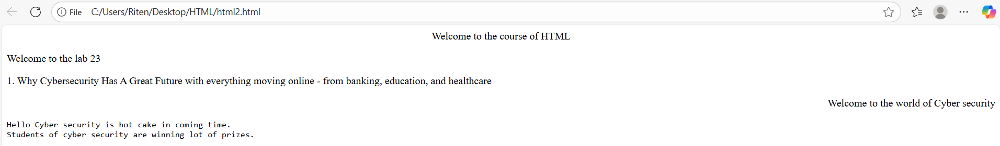 File C:/Users/Riten/Desktop/HTML/html2.html
Welcome to the course of HTML
Welcome to the lab 23
1. Why Cybersecurity Has A Great Future with everything moving online - from banking, education, and healthcare
Welcome to the world of Cyber security
Hello Cyber security is hot cake in coming time.
Students of cyber security are winning lot of prizes.